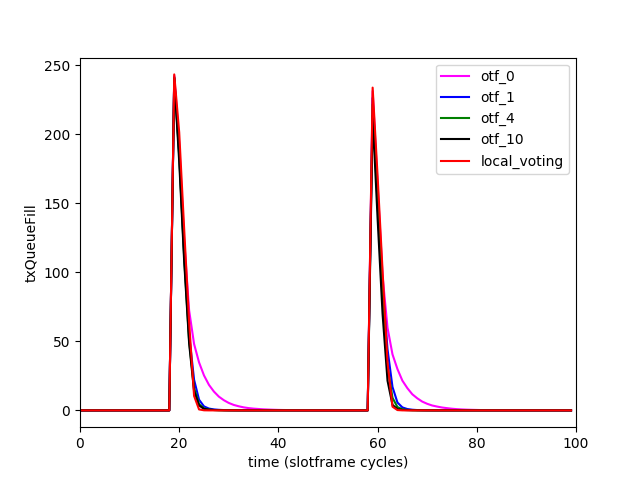 250
200
150
100
50
0
txQueueFill
0 20 40 60 80 100
time (slotframe cycles)
otf_0
otf_1
otf_4
otf_10
local_voting